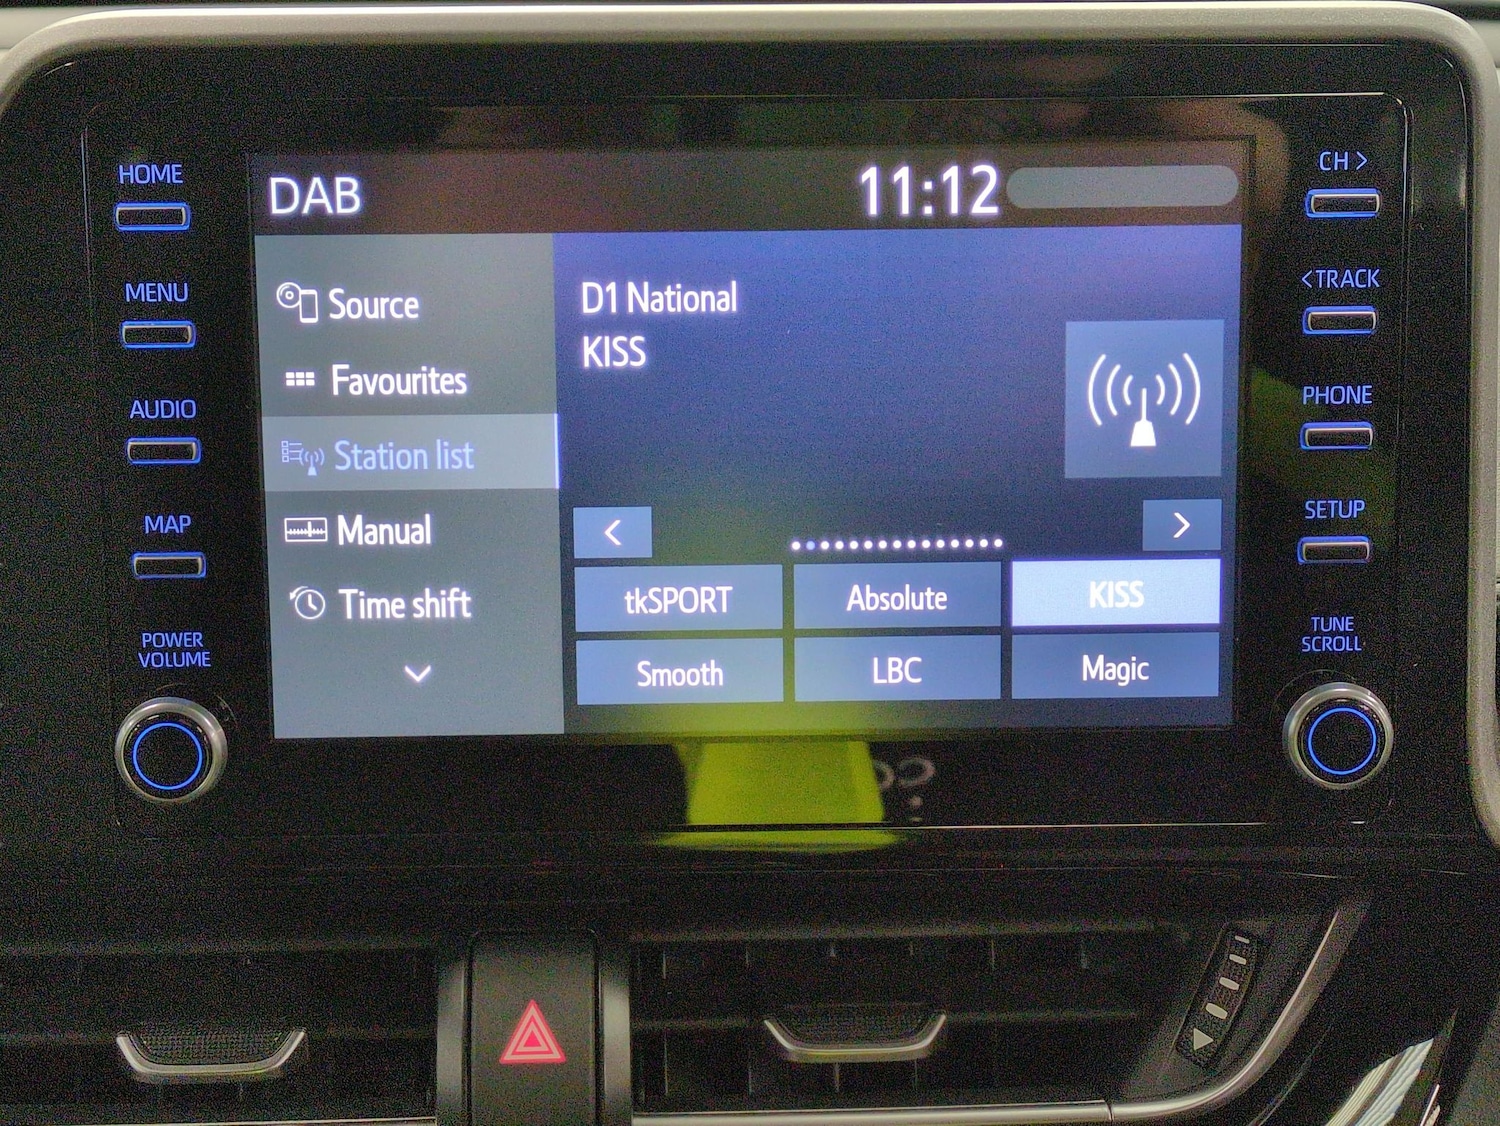 HOME
MENU
AUDIO
MAP
POWER
VOLUME
DAB
11:12
Source
Favourites
Station list
Manual
Time shift
D1 National
KISS
<
>
tkSPORT
Absolute
KISS
Smooth
LBC
Magic
CH >
< TRACK
PHONE
SETUP
TUNE
SCROLL